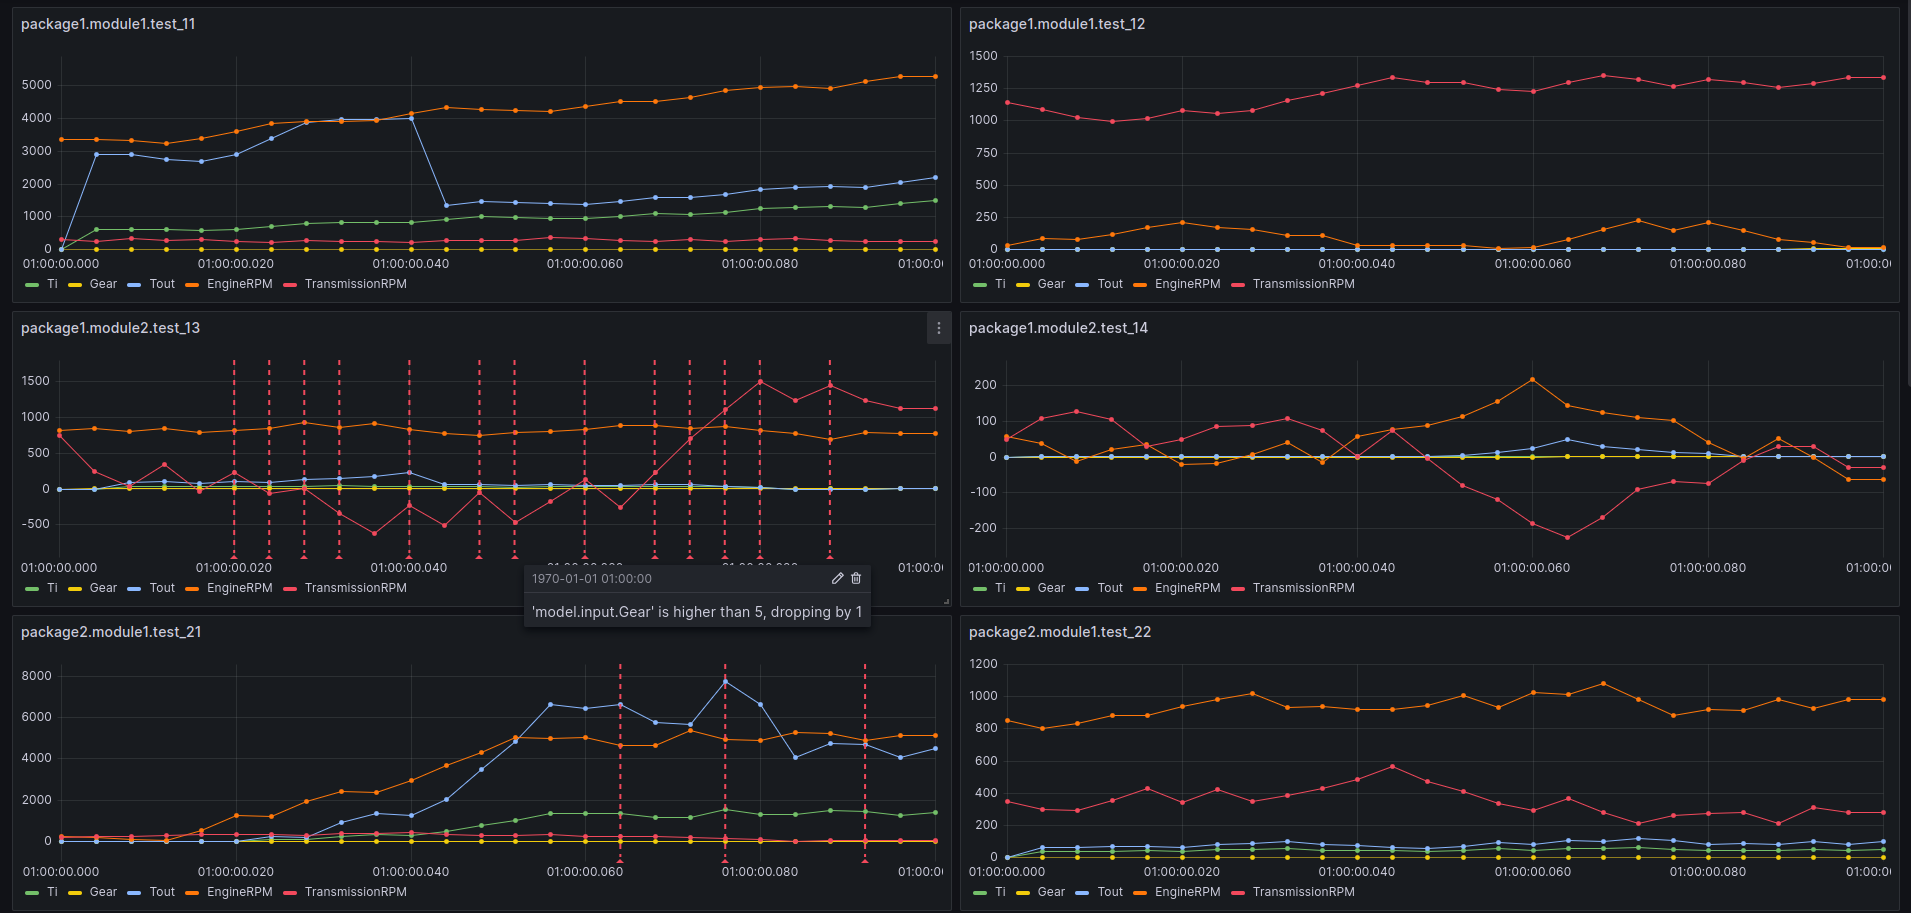 package1.module1.test_11
5000
4000
3000
2000
1000
0
01:00:00.000 01:00:00.020 01:00:00.040 01:00:00.060 01:00:00.080 01:00:0
Ti Gear Tout EngineRPM TransmissionRPM
package1.module1.test_12
1500
1250
1000
750
500
250
0
01:00:00.000 01:00:00.020 01:00:00.040 01:00:00.060 01:00:00.080 01:00:0
Ti Gear Tout EngineRPM TransmissionRPM
package1.module2.test_13
1500
1000
500
0
-500
01:00:00.000 01:00:00.020 01:00:00.040 01:00:0
Ti Gear Tout EngineRPM TransmissionRPM
1970-01-01 01:00:00
'model.input.Gear' is higher than 5, dropping by 1
package1.module2.test_14
200
100
0
-100
-200
01:00:00.000 01:00:00.020 01:00:00.040 01:00:00.060 01:00:00.080 01:00:0
Ti Gear Tout EngineRPM TransmissionRPM
package2.module1.test_21
8000
6000
4000
2000
0
01:00:00.000 01:00:00.020 01:00:00.040 01:00:00.060 01:00:00.080 01:00:0
Ti Gear Tout EngineRPM TransmissionRPM
package2.module1.test_22
1200
1000
800
600
400
200
0
01:00:00.000 01:00:00.020 01:00:00.040 01:00:00.060 01:00:00.080 01:00:0
Ti Gear Tout EngineRPM TransmissionRPM